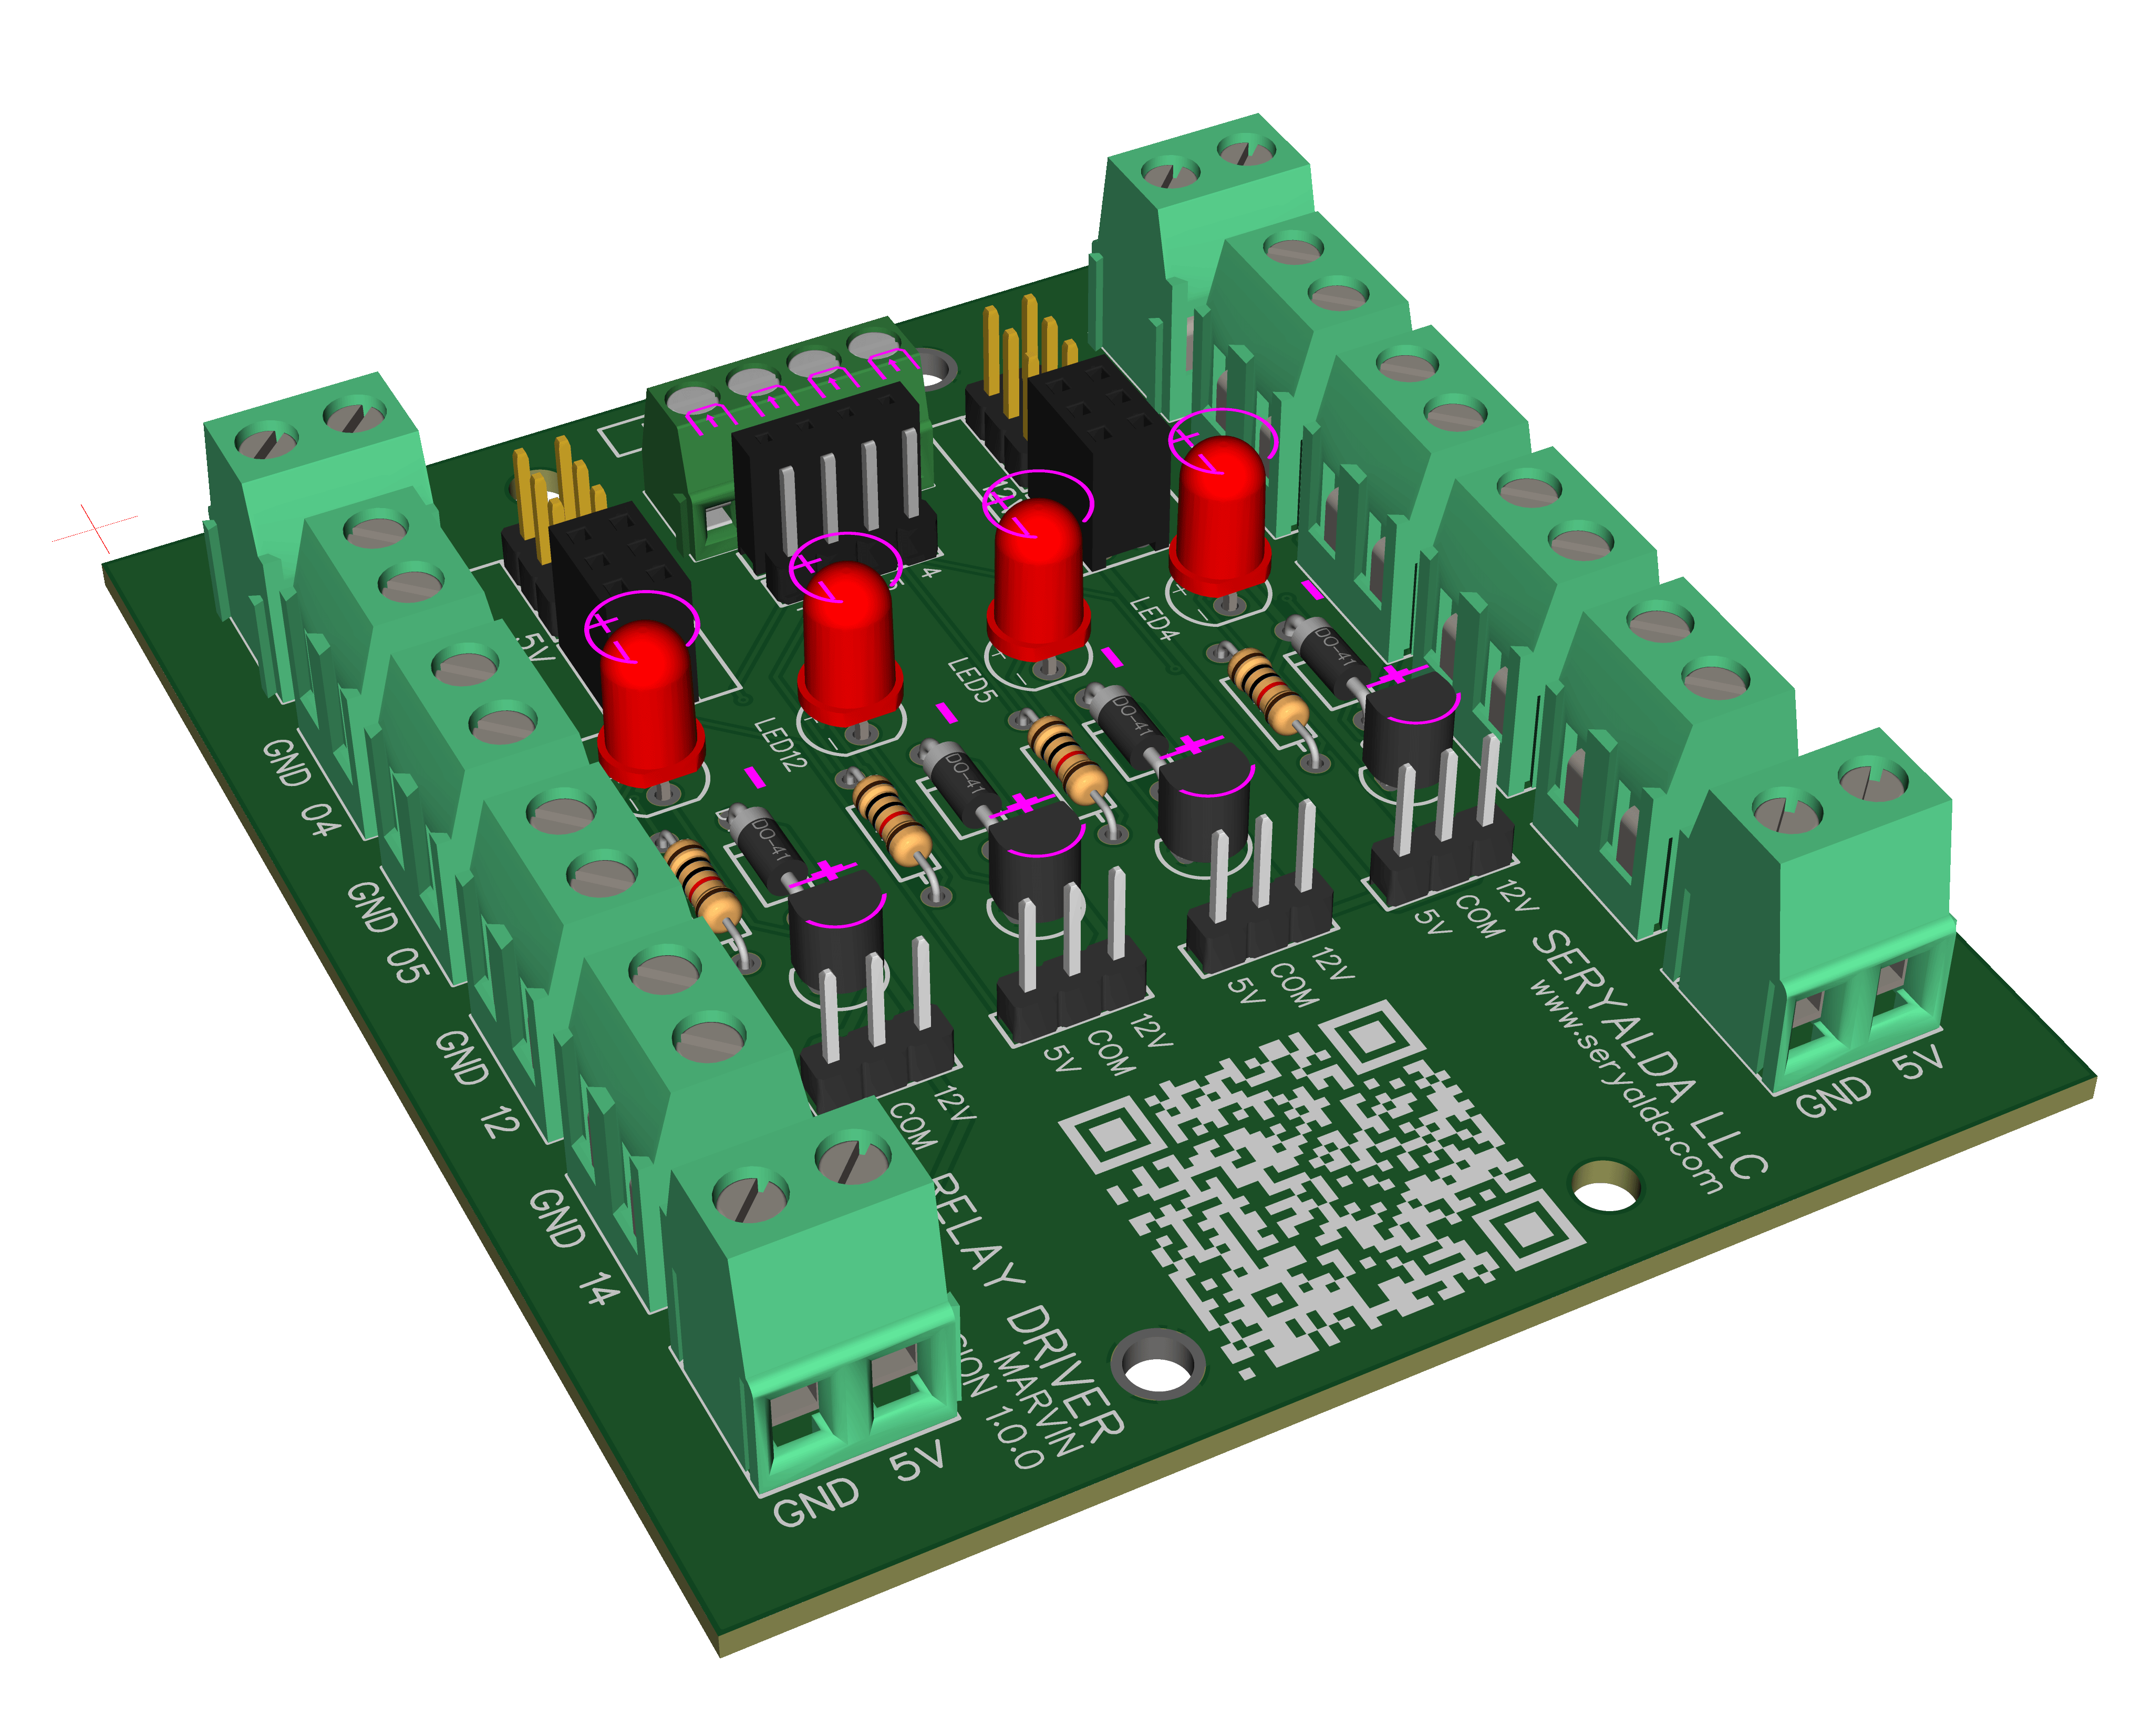 5V
4
LED4
LED5
LED12
DO-41
DO-41
DO-41
DO-41
GND 04
GND 05
GND 12
GND 14
5V COM 12V
5V COM 12V
5V COM 12V
COM 12V
SERYALDA LLC
www.seryalda.com
GND 5V
RELAY DRIVER
MARVIN
1.0.0
GND 5V